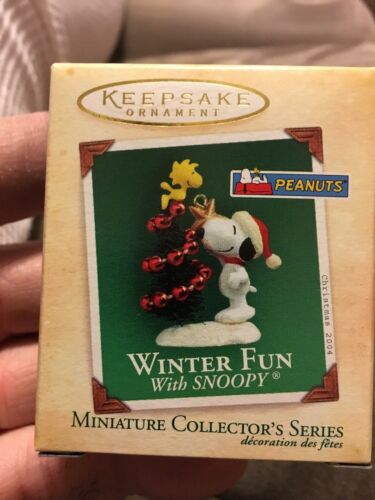 KEEPSAKE
ORNAMENT
PEANUTS®
Christmas 2004
WINTER FUN
With SNOOPY®
MINIATURE COLLECTOR'S SERIES
décoration des fêtes